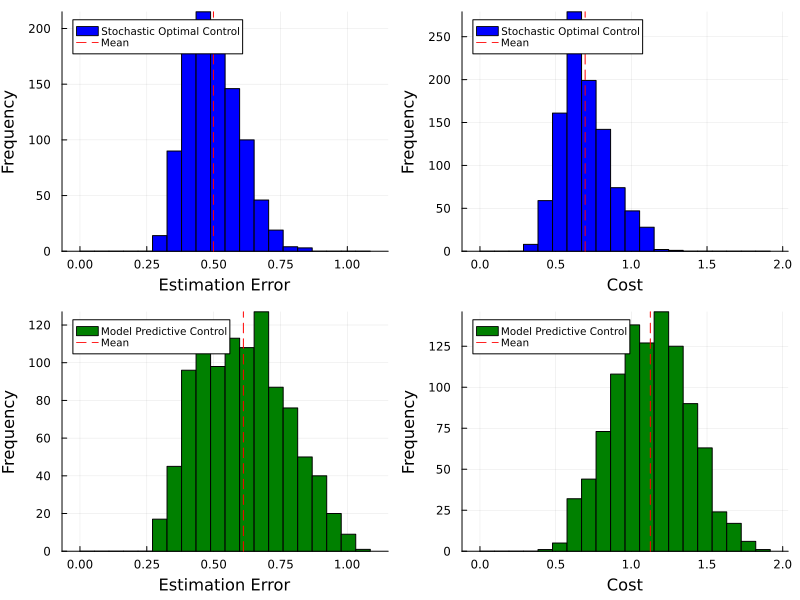 Stochastic Optimal Control
Mean
Frequency
200
150
100
50
0
0.00 0.25 0.50 0.75 1.00
Estimation Error
Stochastic Optimal Control
Mean
Frequency
250
200
150
100
50
0
0.0 0.5 1.0 1.5 2.0
Cost
Model Predictive Control
Mean
Frequency
120
100
80
60
40
20
0
0.00 0.25 0.50 0.75 1.00
Estimation Error
Model Predictive Control
Mean
Frequency
125
100
75
50
25
0
0.0 0.5 1.0 1.5 2.0
Cost